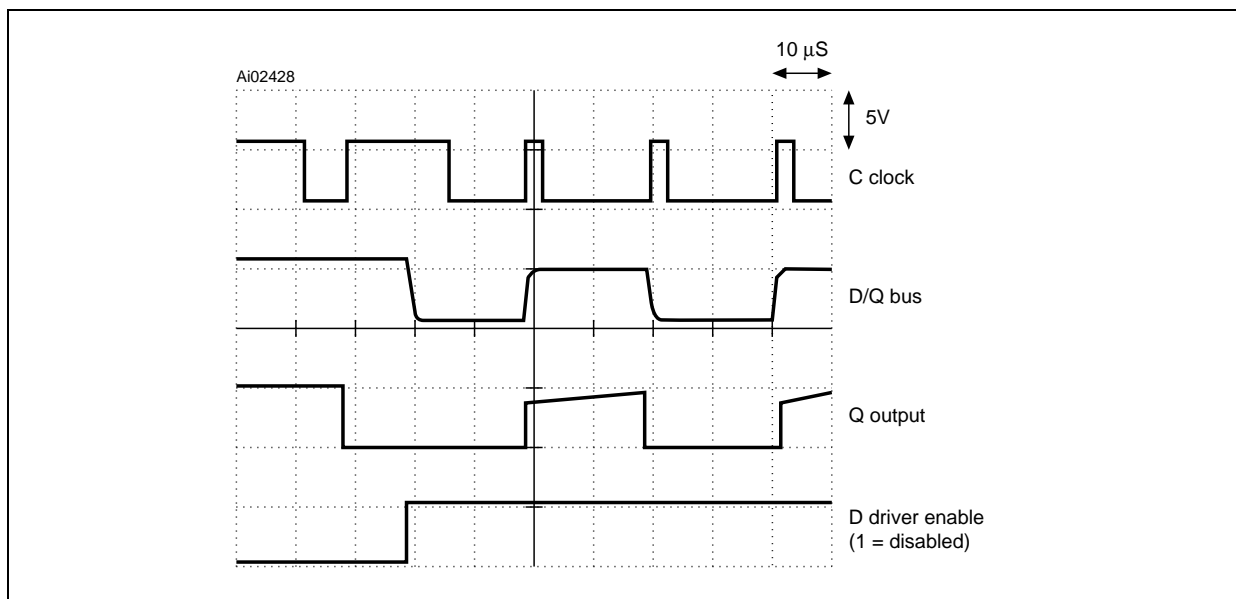 10 μS
Ai02428
5V
C clock
D/Q bus
Q output
D driver enable
(1 = disabled)